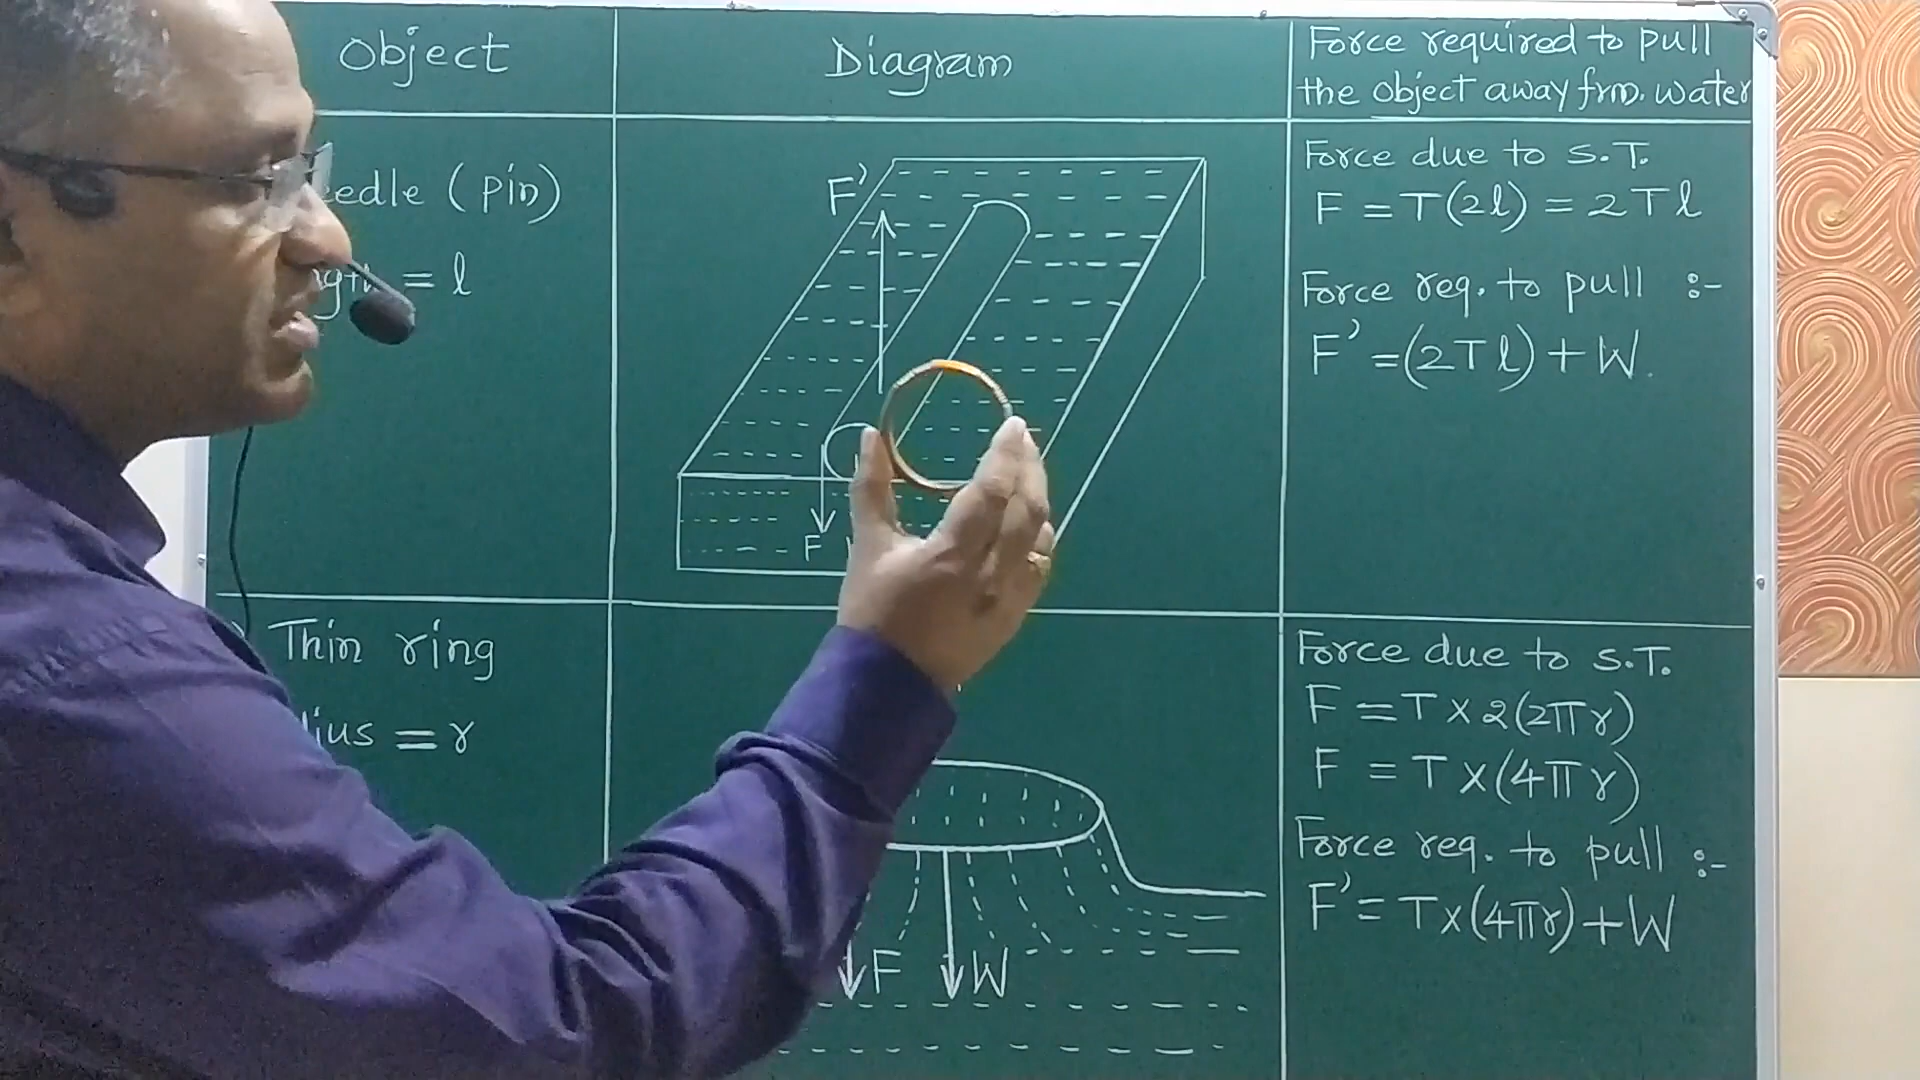 Object
Diagram
Force required to pull
the object away frm. water
(Pin)
= l
F'
F
Force due to S.T.
F = T(2l) = 2Tl
Force req. to pull :-
F' = (2Tl) + W.
Thin ring
= r
F
W
Force due to S.T.
F = T x 2(2πr)
F = T x (4πr)
Force req. to pull :-
F' = T x (4πr) + W